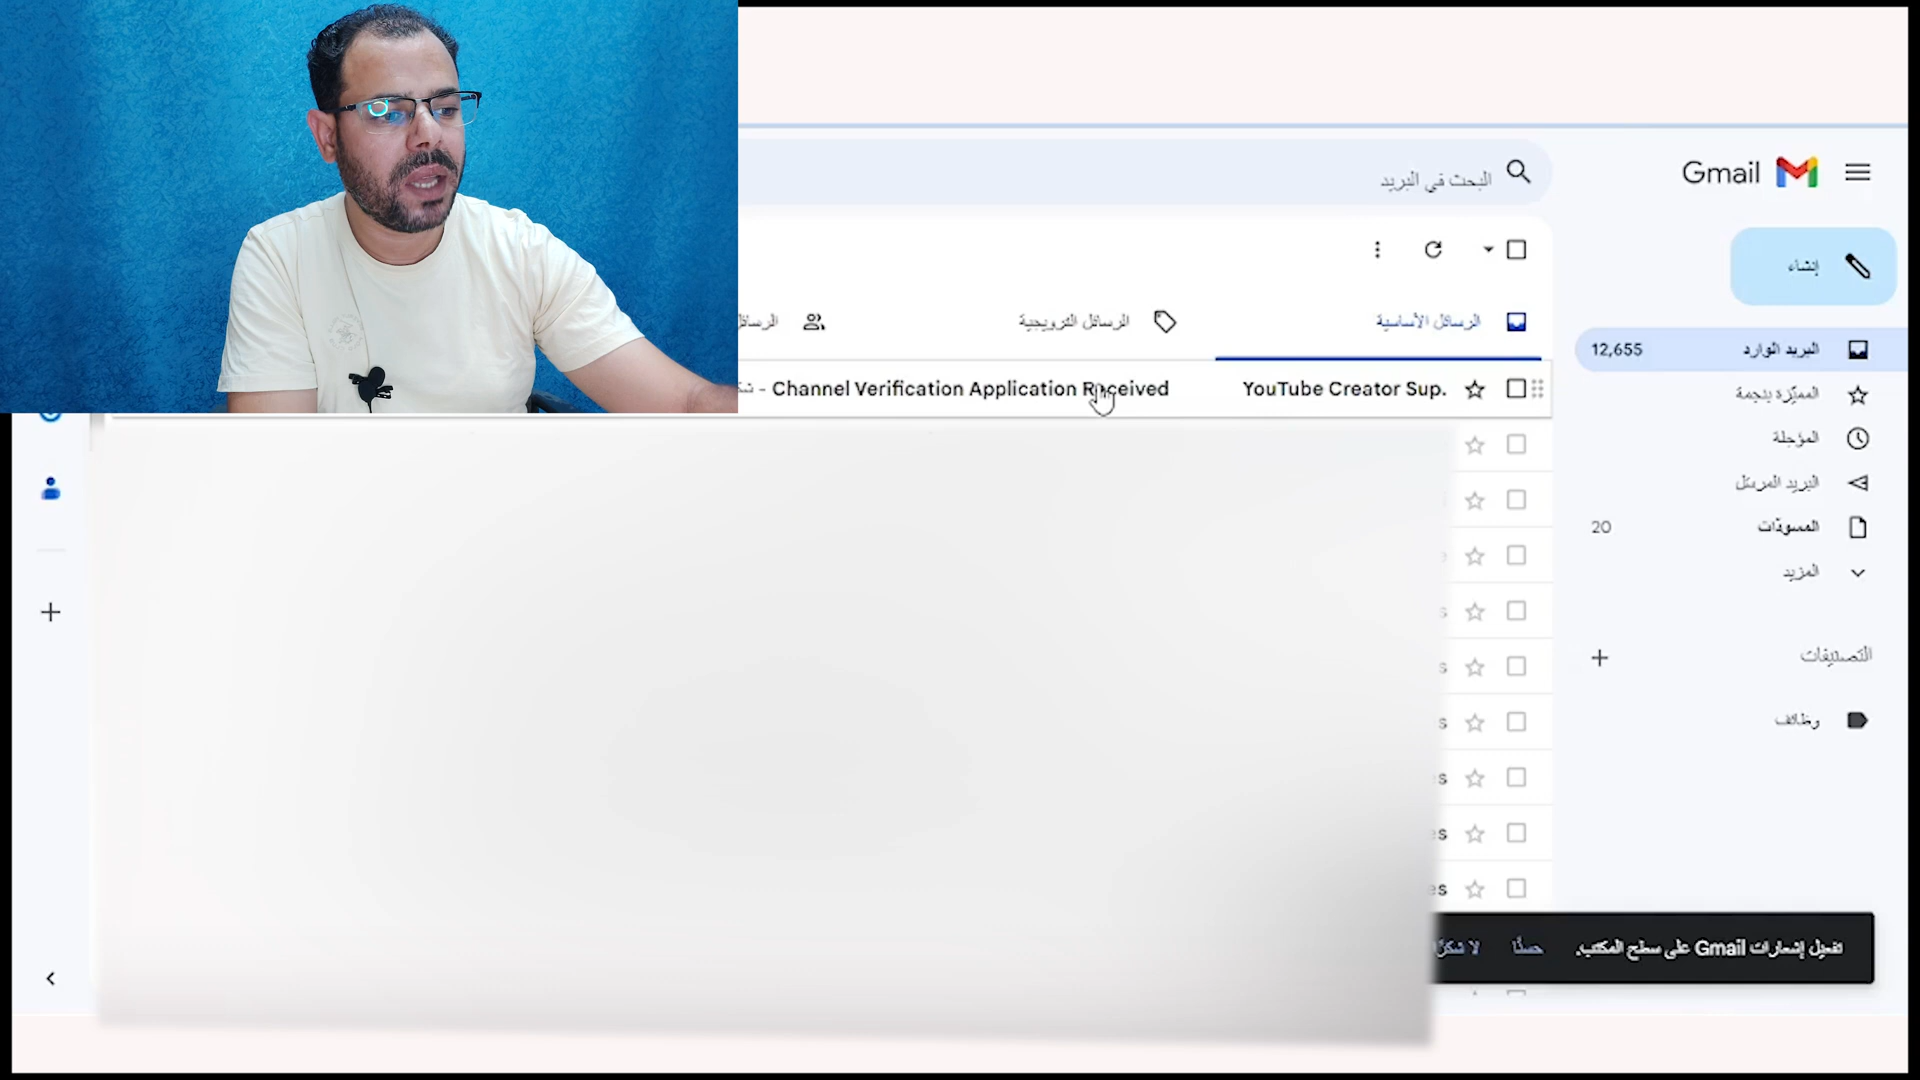 Gmail
البحث في البريد
إنشاء
الرسائل الأساسية
الرسائل الترويجية
البريد الوارد
12,655
YouTube Creator Sup.
Channel Verification Application Received -
المميّزة بنجمة
المؤجلة
البريد المرسَل
المسودّات
20
المزيد
التصنيفات
وظائف
تفعيل إشعارات Gmail على سطح المكتب.
حسنًا
لا شكرًا